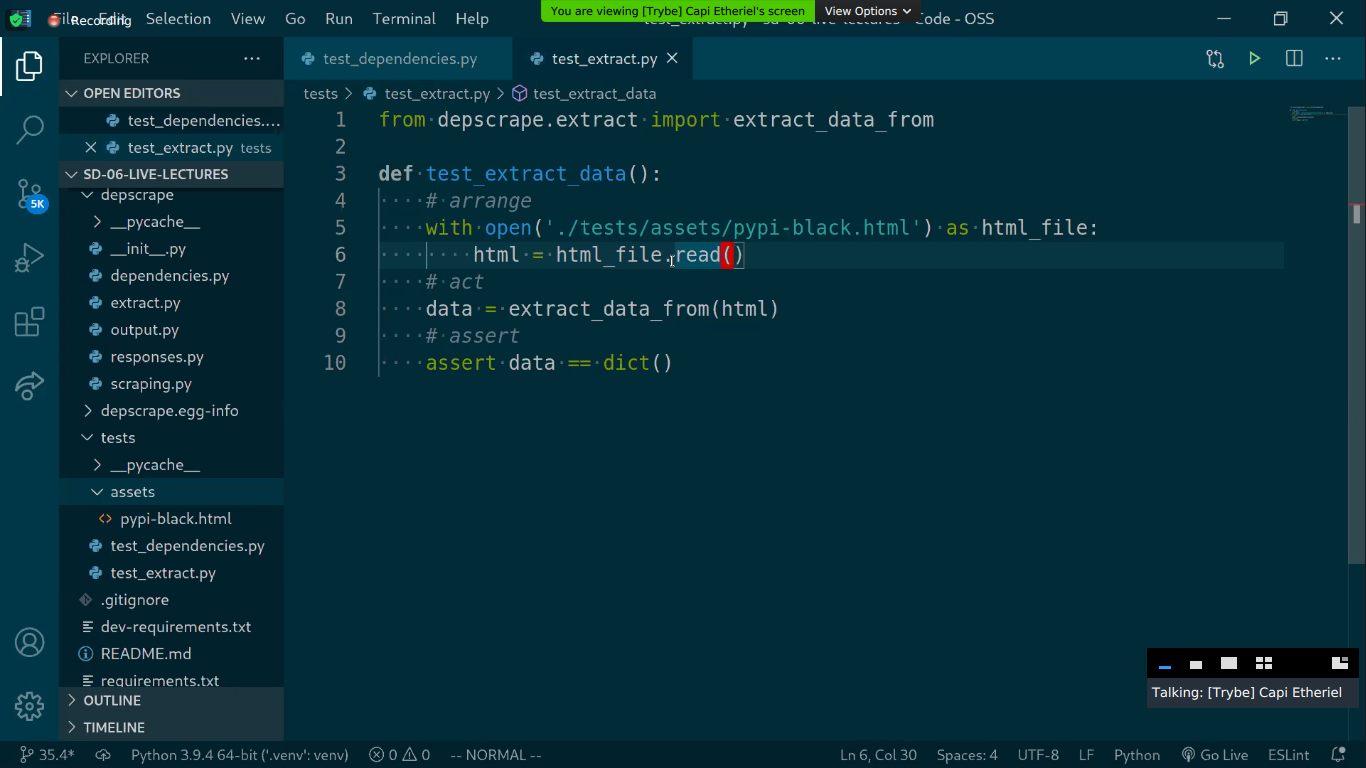 File Edit Selection View Go Run Terminal Help
Recording
You are viewing [Trybe] Capi Etheriel's screen View Options
test_extract.py - sd-06-live-lectures - Code - OSS
EXPLORER
test_dependencies.py
test_extract.py
OPEN EDITORS
test_dependencies....
test_extract.py tests
SD-06-LIVE-LECTURES
depscrape
__pycache__
__init__.py
dependencies.py
extract.py
output.py
responses.py
scraping.py
depscrape.egg-info
tests
__pycache__
assets
pypi-black.html
test_dependencies.py
test_extract.py
.gitignore
dev-requirements.txt
README.md
requirements.txt
OUTLINE
TIMELINE
5K
tests > test_extract.py > test_extract_data
1 from depscrape.extract import extract_data_from
2
3 def test_extract_data():
4 # arrange
5 with open('./tests/assets/pypi-black.html') as html_file:
6 html = html_file.read()
7 # act
8 data = extract_data_from(html)
9 # assert
10 assert data == dict()
Talking: [Trybe] Capi Etheriel
35.4* Python 3.9.4 64-bit ('.venv': venv) 0 0 -- NORMAL -- Ln 6, Col 30 Spaces: 4 UTF-8 LF Python Go Live ESLint